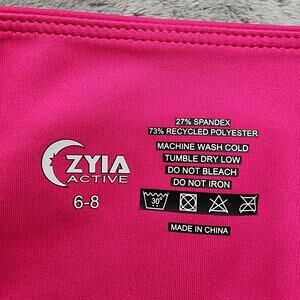 ZYIA
ACTIVE
6-8
27% SPANDEX
73% RECYCLED POLYESTER
MACHINE WASH COLD
TUMBLE DRY LOW
DO NOT BLEACH
DO NOT IRON
30°
MADE IN CHINA